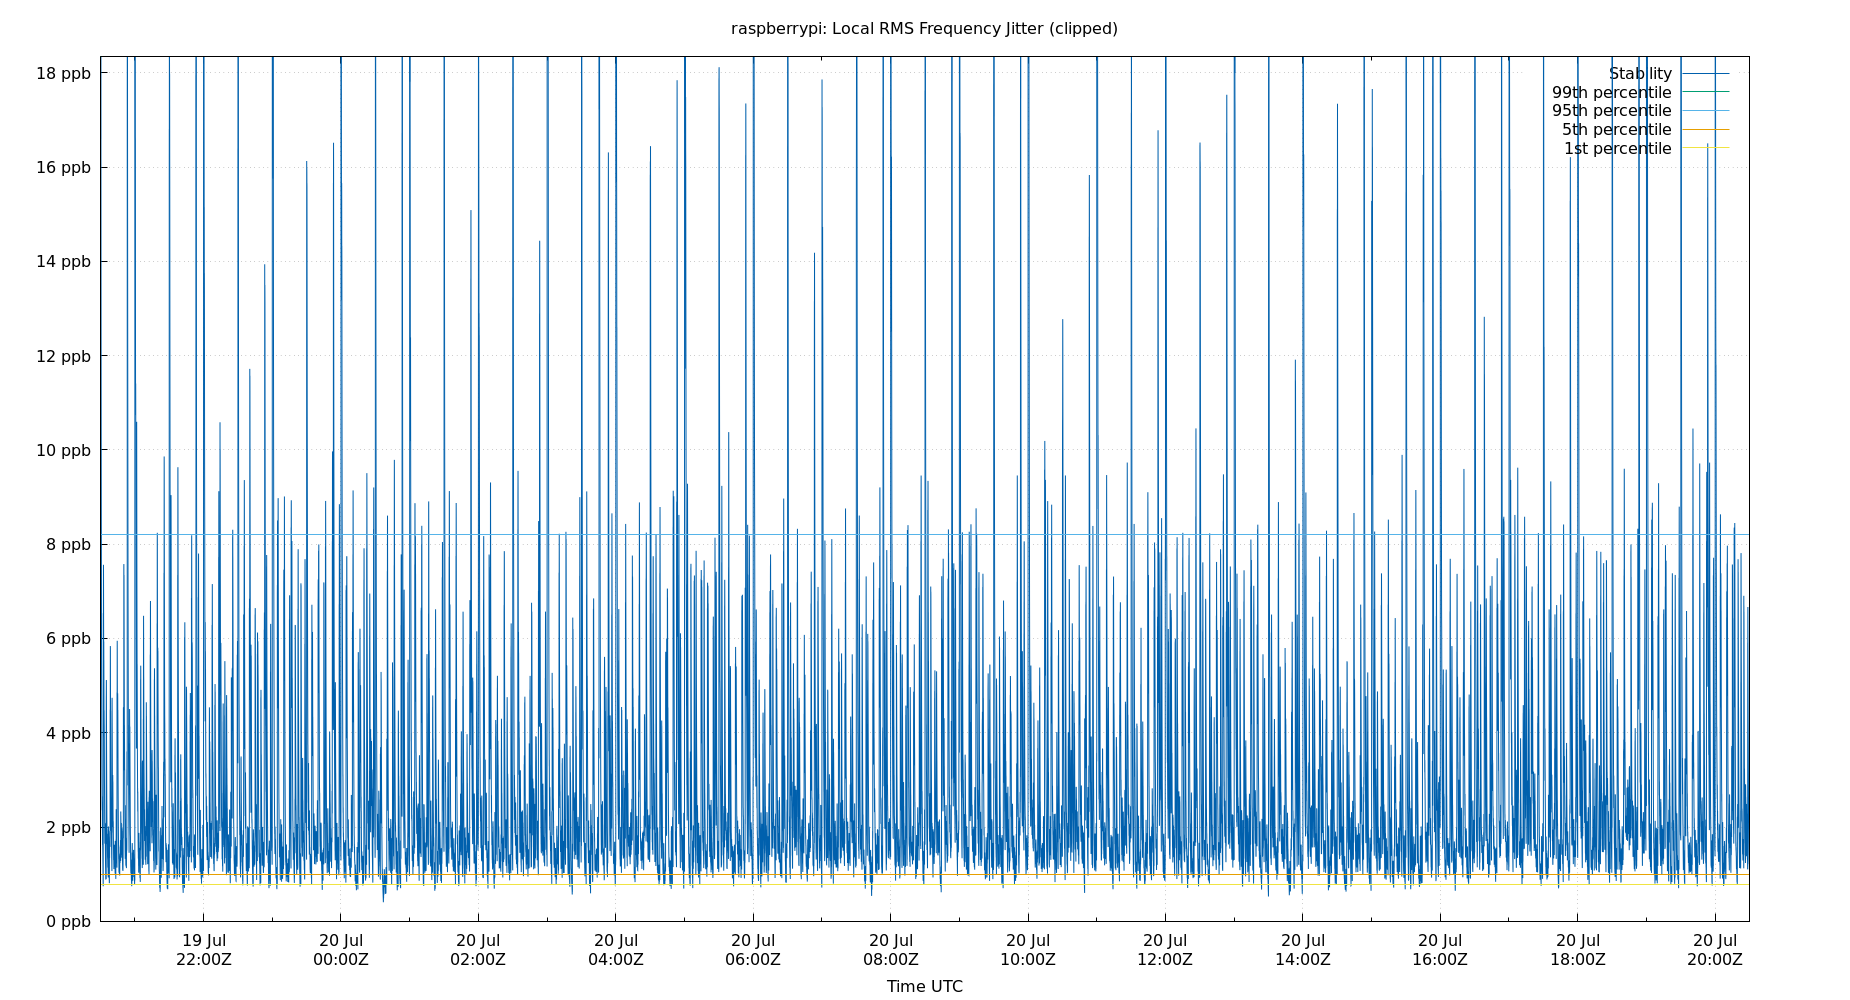 raspberrypi: Local RMS Frequency Jitter (clipped)
18 ppb
16 ppb
14 ppb
12 ppb
10 ppb
8 ppb
6 ppb
4 ppb
2 ppb
0 ppb
Stability
99th percentile
95th percentile
5th percentile
1st percentile
19 Jul 20 Jul 20 Jul 20 Jul 20 Jul 20 Jul 20 Jul 20 Jul 20 Jul 20 Jul 20 Jul 20 Jul
22:00Z 00:00Z 02:00Z 04:00Z 06:00Z 08:00Z 10:00Z 12:00Z 14:00Z 16:00Z 18:00Z 20:00Z
Time UTC